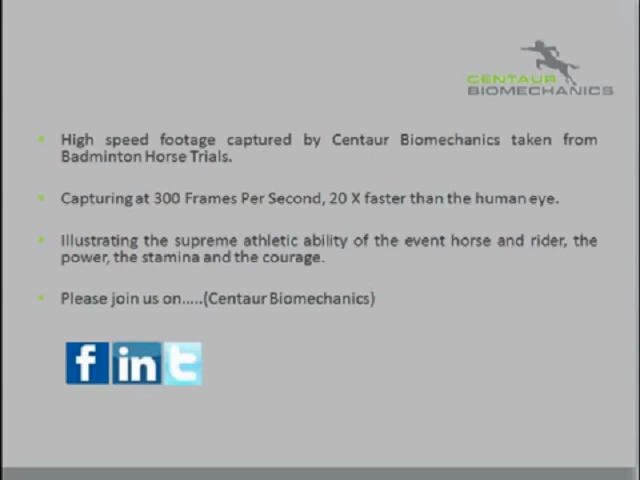 CENTAUR
BIOMECHANICS
High speed footage captured by Centaur Biomechanics taken from
Badminton Horse Trials.
Capturing at 300 Frames Per Second, 20 X faster than the human eye.
Illustrating the supreme athletic ability of the event horse and rider, the
power, the stamina and the courage.
Please join us on.....(Centaur Biomechanics)
f in t